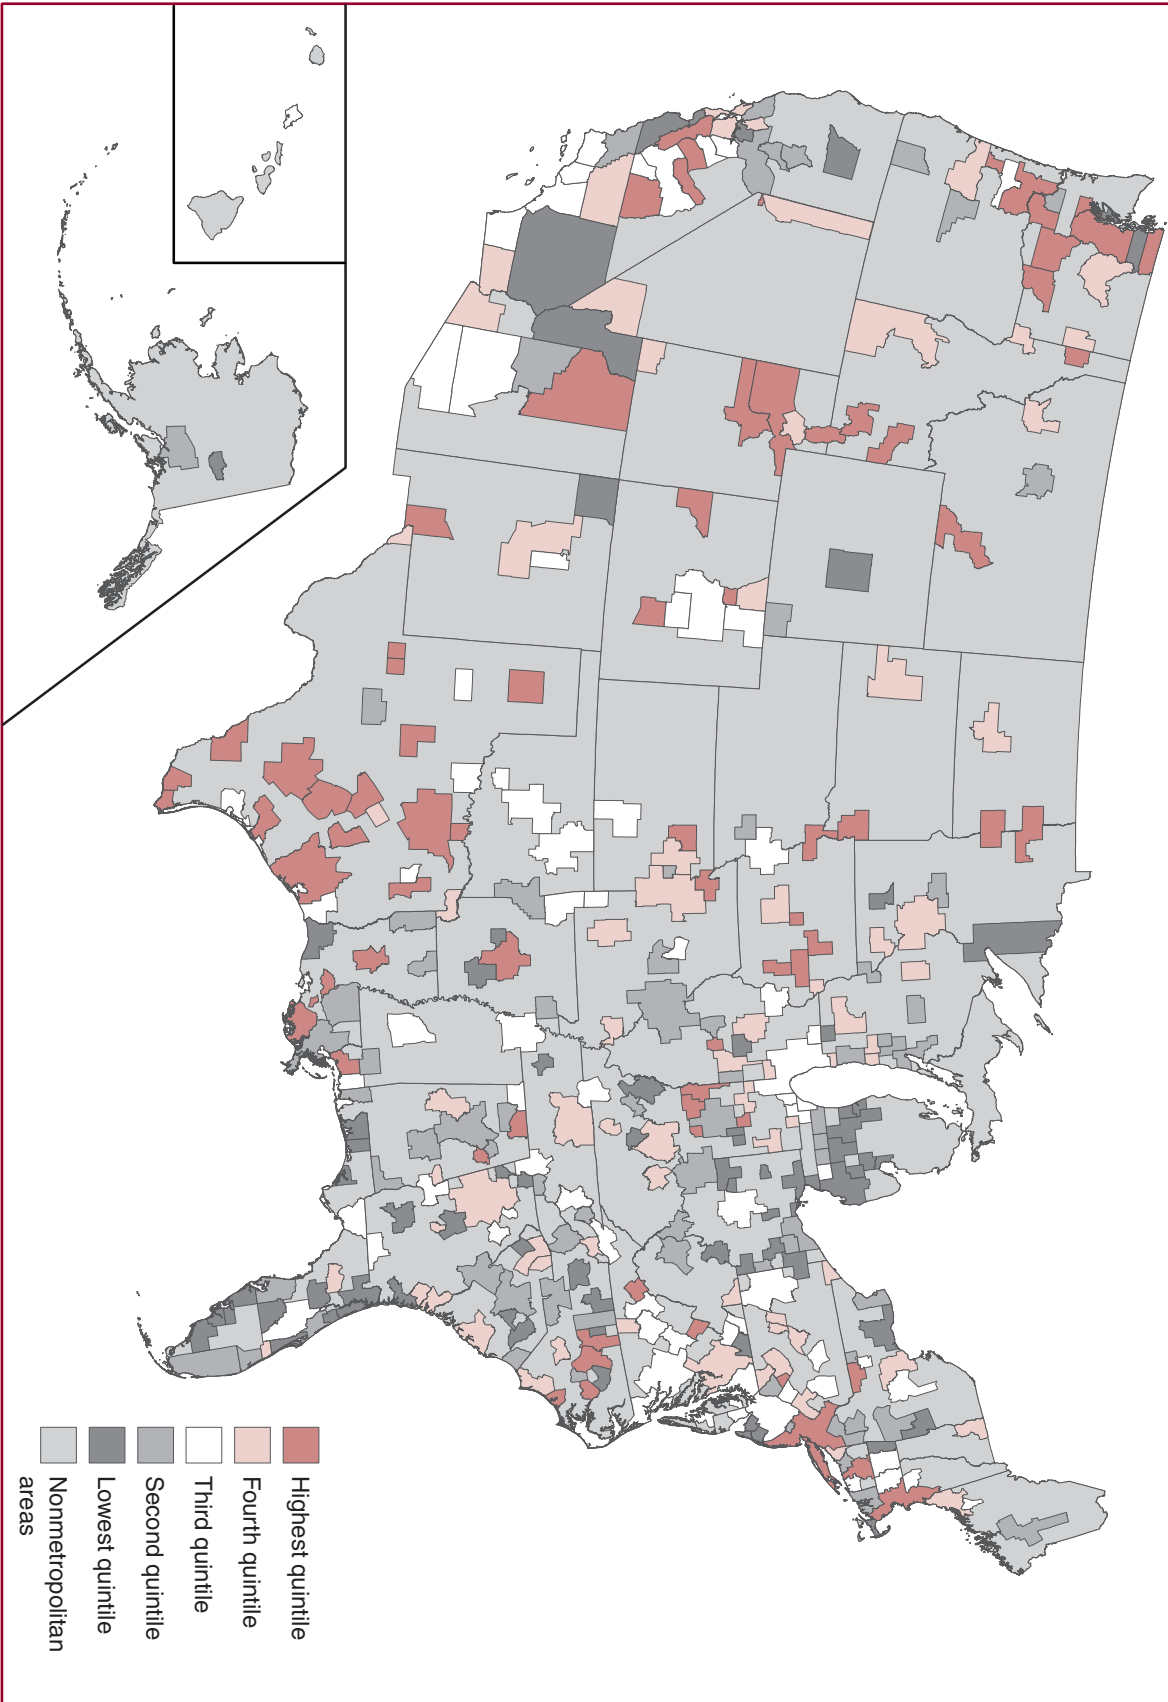 Highest quintile
Fourth quintile
Third quintile
Second quintile
Lowest quintile
Nonmetropolitan
areas